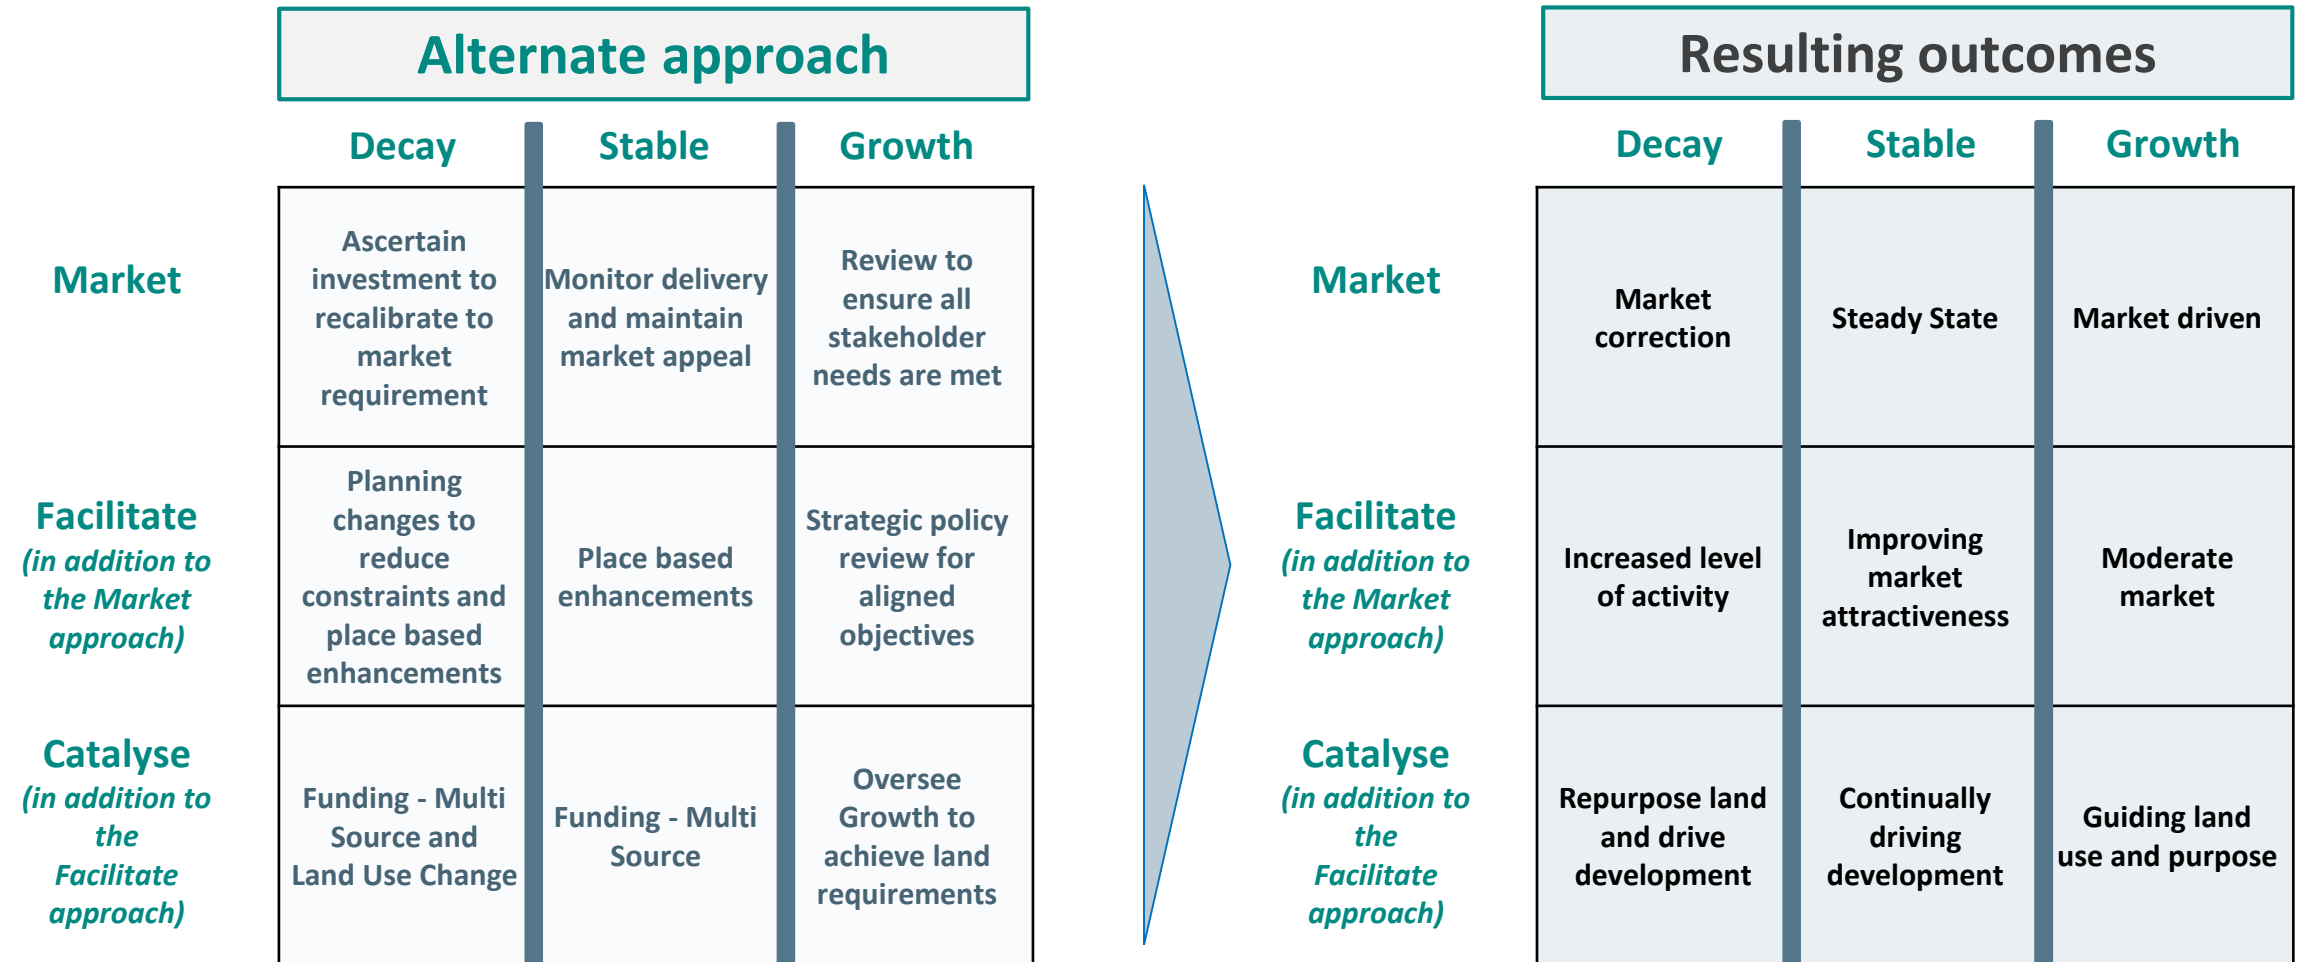 Alternate approach
Decay
Stable
Growth
Market
Ascertain
investment to
recalibrate to
market
requirement
Monitor delivery
and maintain
market appeal
Review to
ensure all
stakeholder
needs are met
Facilitate
(in addition to
the Market
approach)
Planning
changes to
reduce
constraints and
place based
enhancements
Place based
enhancements
Strategic policy
review for
aligned
objectives
Catalyse
(in addition to
the
Facilitate
approach)
Funding - Multi
Source and
Land Use Change
Funding - Multi
Source
Oversee
Growth to
achieve land
requirements
Resulting outcomes
Decay
Stable
Growth
Market
Market
correction
Steady State
Market driven
Facilitate
(in addition to
the Market
approach)
Increased level
of activity
Improving
market
attractiveness
Moderate
market
Catalyse
(in addition to
the
Facilitate
approach)
Repurpose land
and drive
development
Continually
driving
development
Guiding land
use and purpose